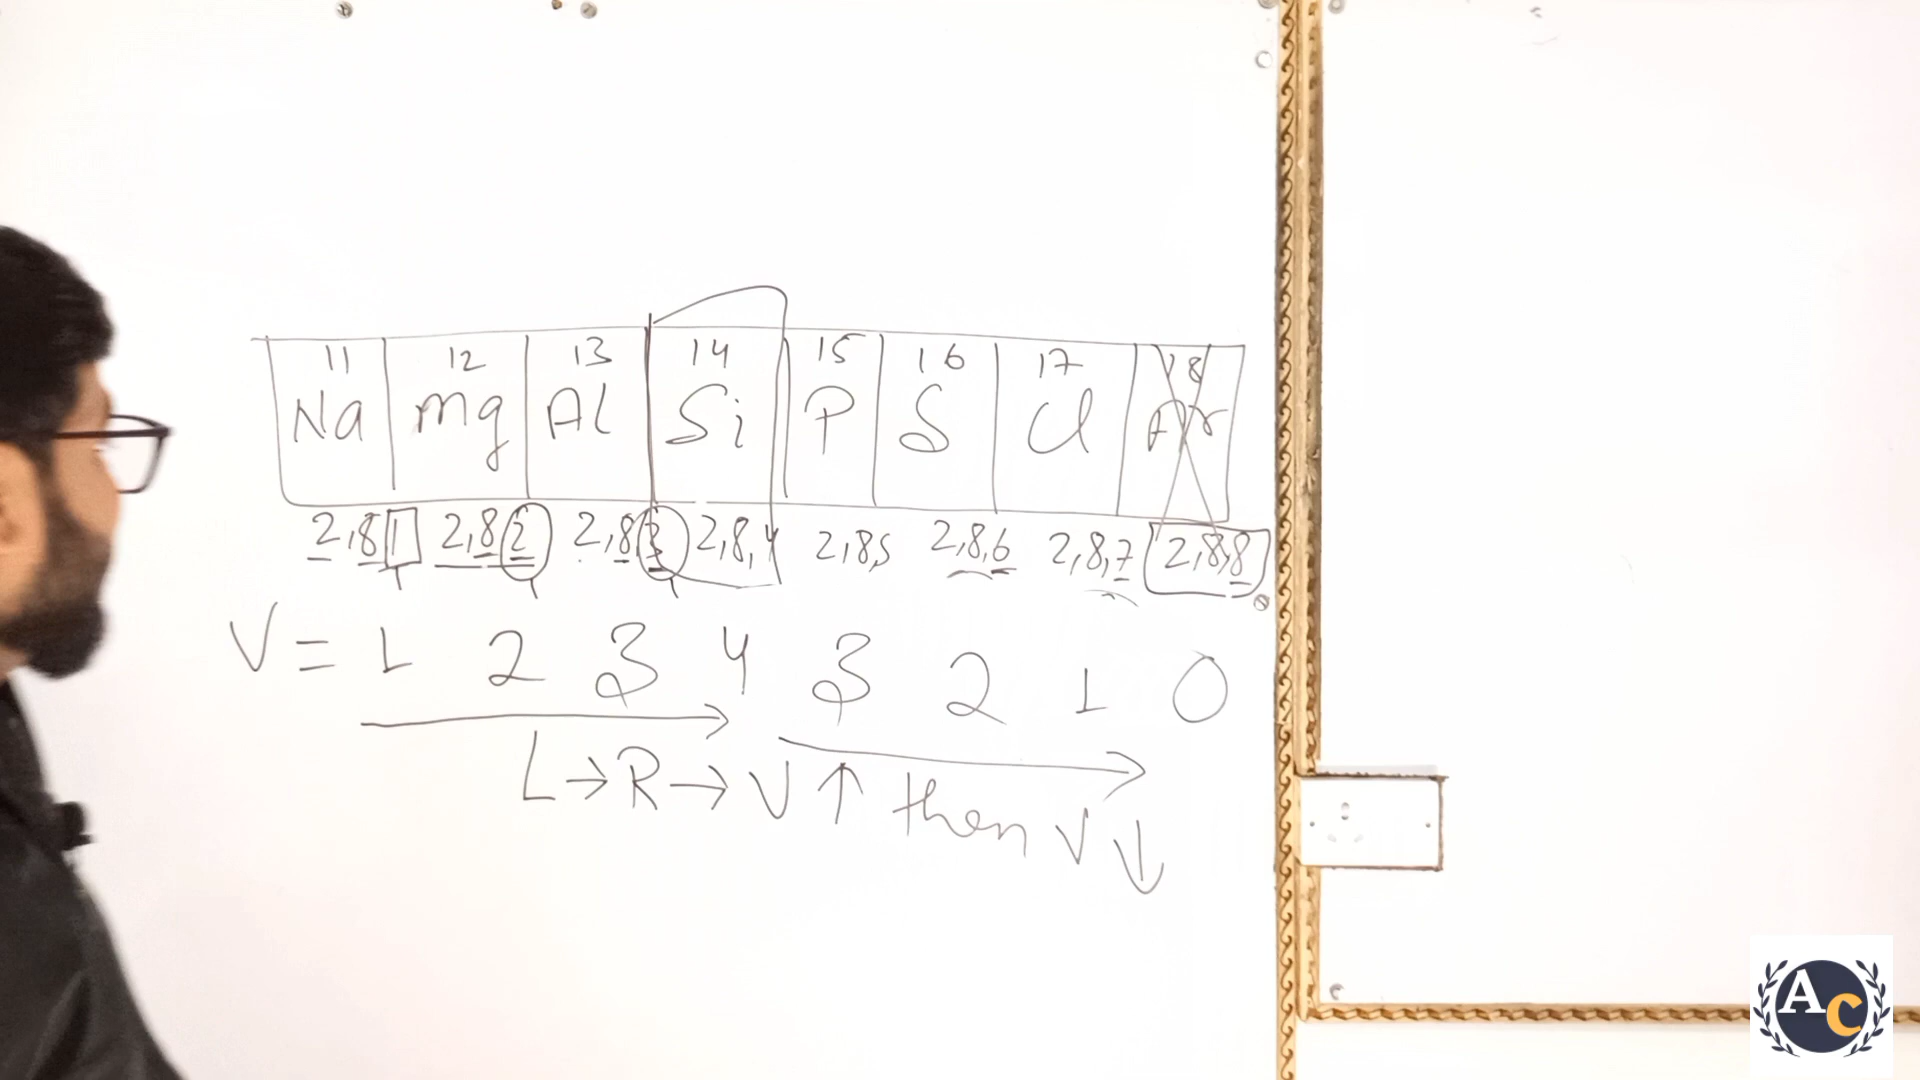 11 12 13 14 15 16 17 18
Na Mg Al Si P S Cl Ar
2,8,1 2,8,2 2,8,3 2,8,4 2,8,5 2,8,6 2,8,7 2,8,8
V = 1 2 3 4 3 2 1 0
L → R → V ↑ then V ↓
AC